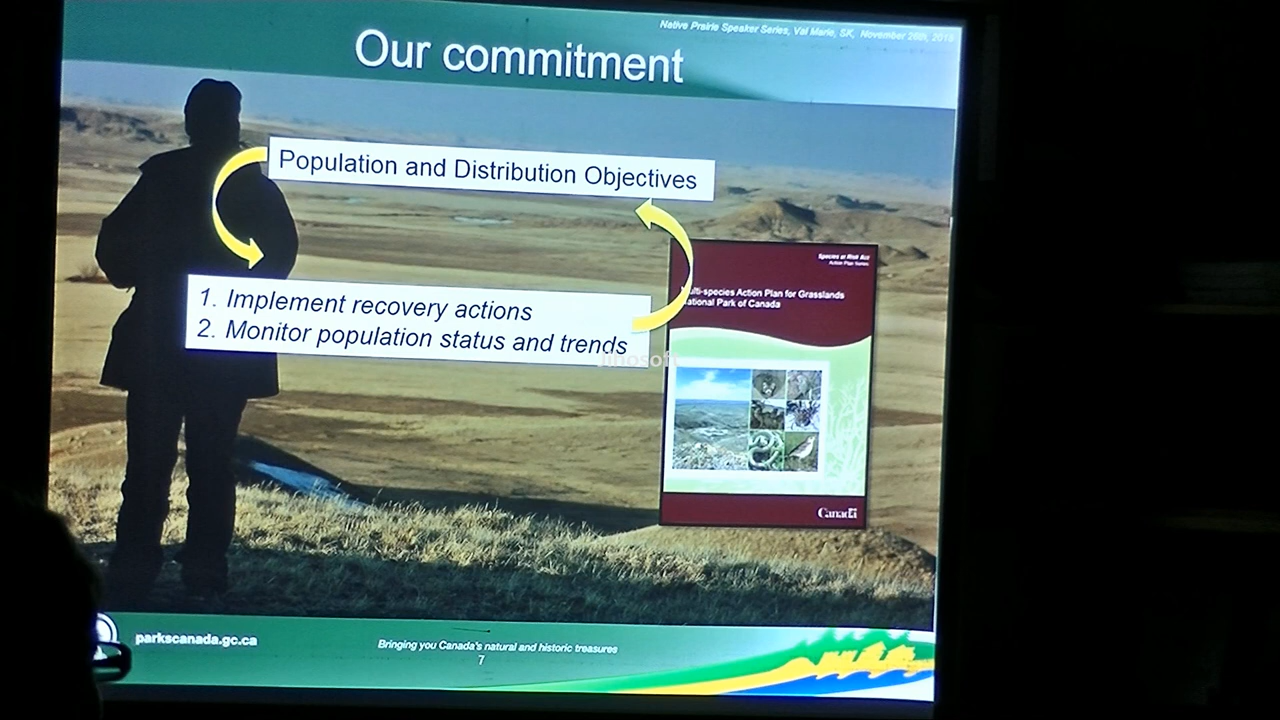 Native Prairie Speaker Series, Val Marie, SK, November 26th, 2016
Our commitment
Population and Distribution Objectives
1. Implement recovery actions
2. Monitor population status and trends
Species at Risk Act
Action Plan Series
ulti-species Action Plan for Grasslands
ational Park of Canada
Jihosoft
Canada
parkscanada.gc.ca
Bringing you Canada's natural and historic treasures
7